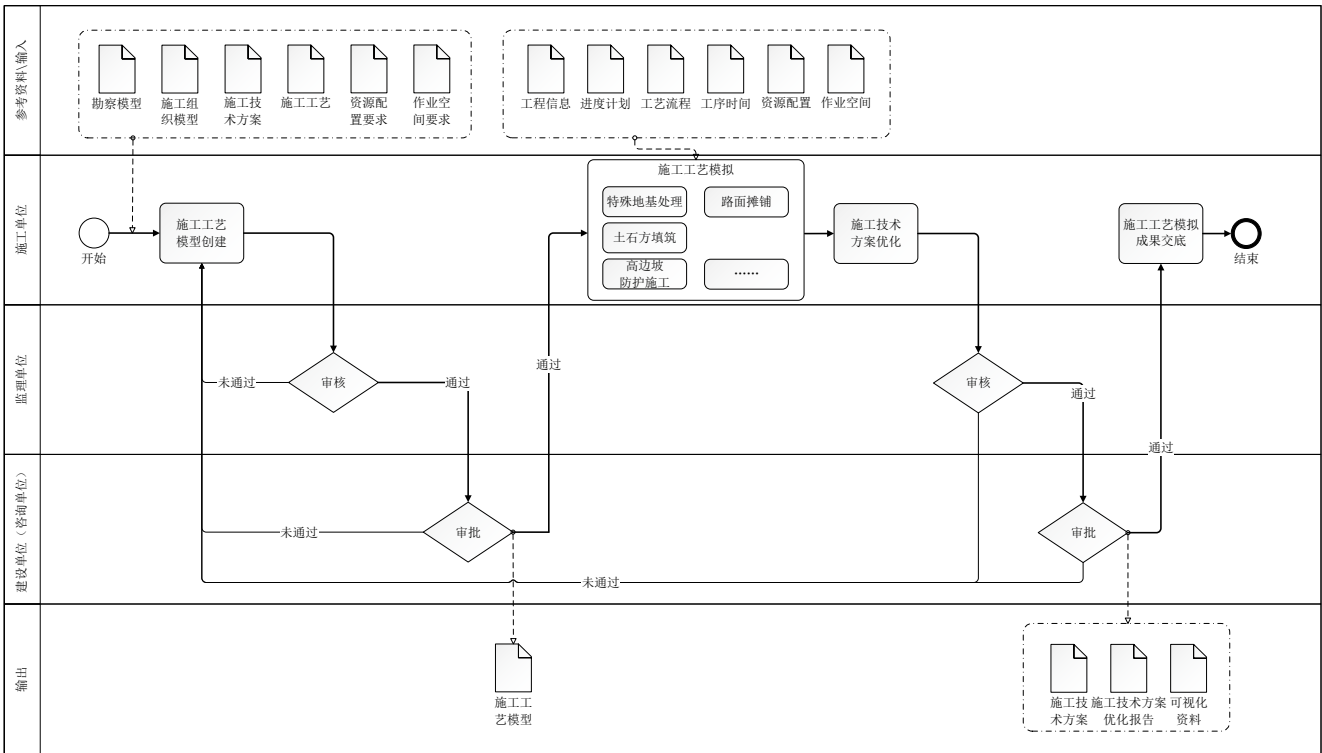 参考资料\输入
勘察模型
施工组
织模型
施工技
术方案
施工工艺
资源配
置要求
作业空
间要求
工程信息
进度计划
工艺流程
工序时间
资源配置
作业空间
施工单位
开始
施工工艺
模型创建
施工工艺模拟
特殊地基处理
路面摊铺
土石方填筑
高边坡
防护施工
······
施工技术
方案优化
施工工艺模拟
成果交底
结束
监理单位
未通过
审核
通过
通过
审核
通过
通过
建设单位（咨询单位）
未通过
审批
审批
未通过
输出
施工工
艺模型
施工技
术方案
施工技术方案
优化报告
可视化
资料